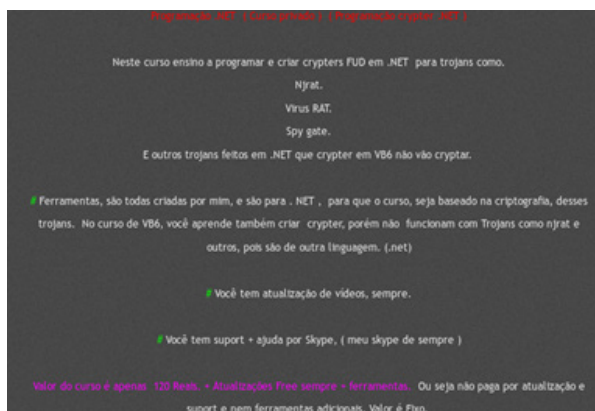 Programação .NET ( Curso privado ) ( Programação crypter .NET )
Neste curso ensino a programar e criar crypters FUD em .NET para trojans como.
Njrat.
Virus RAT.
Spy gate.
E outros trojans feitos em .NET que crypter em VB6 não vão cryptar.
# Ferramentas, são todas criadas por mim, e são para . NET , para que o curso, seja baseado na criptografia, desses
trojans. No curso de VB6, você aprende também criar crypter, porém não funcionam com Trojans como njrat e
outros, pois são de outra linguagem. (.net)
# Você tem atualização de vídeos, sempre.
# Você tem suport + ajuda por Skype, ( meu skype de sempre )
Valor do curso é apenas 120 Reais. + Atualizações Free sempre + ferramentas. Ou seja não paga por atualização e
suport e nem ferramentas adicionais. Valor é Fixo.